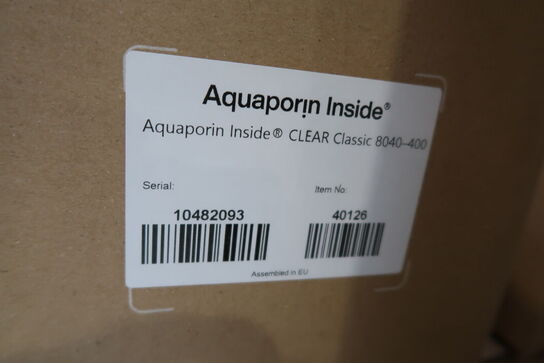 Aquaporin Inside®
Aquaporin Inside® CLEAR Classic 8040-400
Serial: Item No:
10482093 40126
Assembled in EU